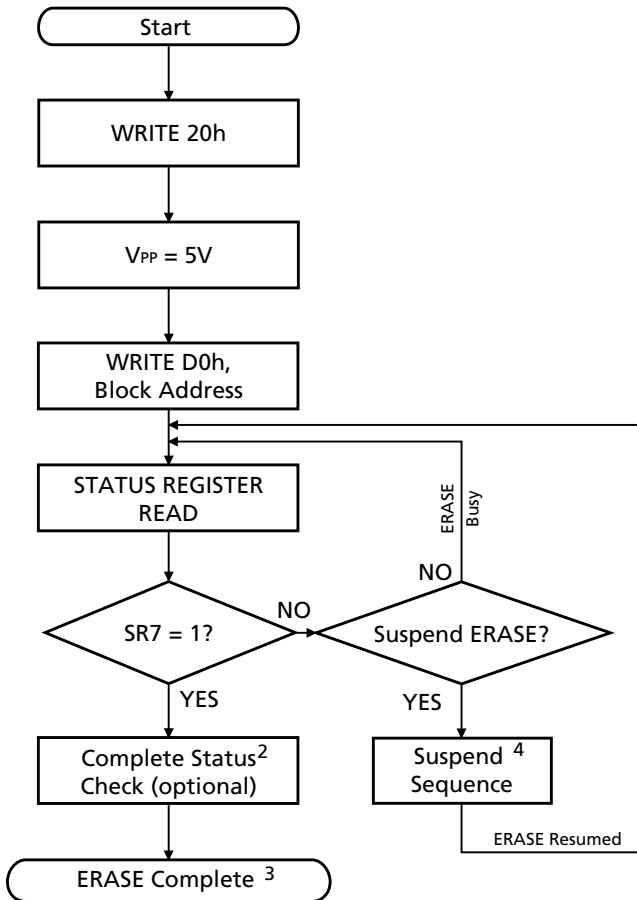 Start
WRITE 20h
VPP = 5V
WRITE D0h,
Block Address
STATUS REGISTER
READ
ERASE
Busy
NO
SR7 = 1?
NO
Suspend ERASE?
YES
YES
Complete Status2
Check (optional)
Suspend 4
Sequence
ERASE Resumed
ERASE Complete 3